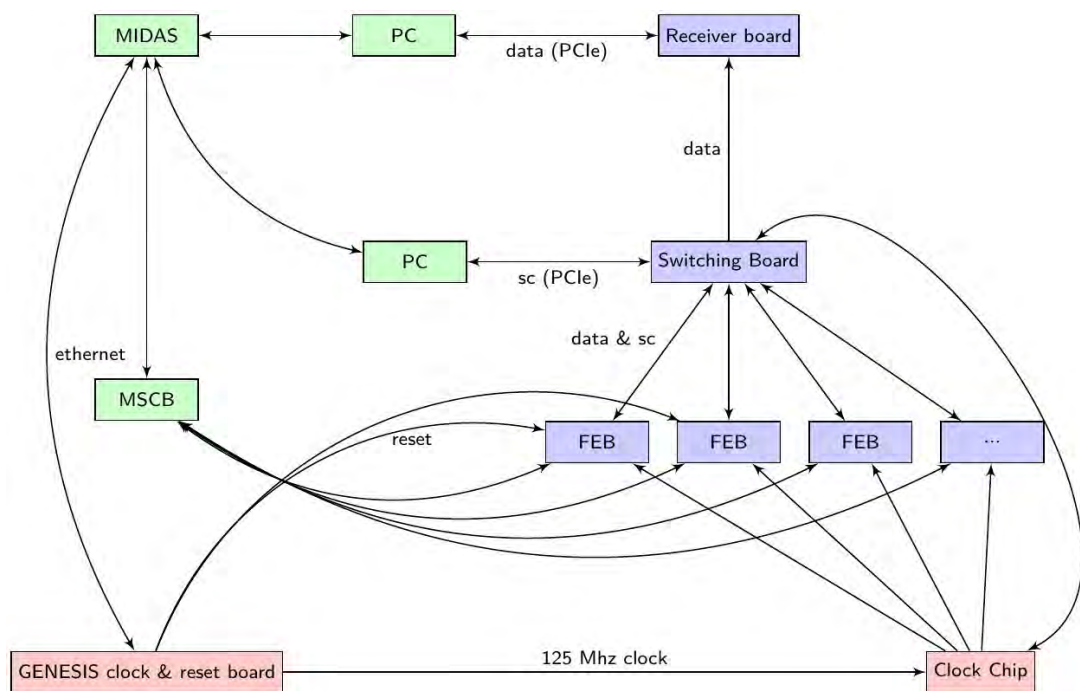 MIDAS
PC
data (PCIe)
Receiver board
data
PC
sc (PCIe)
Switching Board
data & sc
ethernet
MSCB
reset
FEB
FEB
FEB
...
125 Mhz clock
GENESIS clock & reset board
Clock Chip